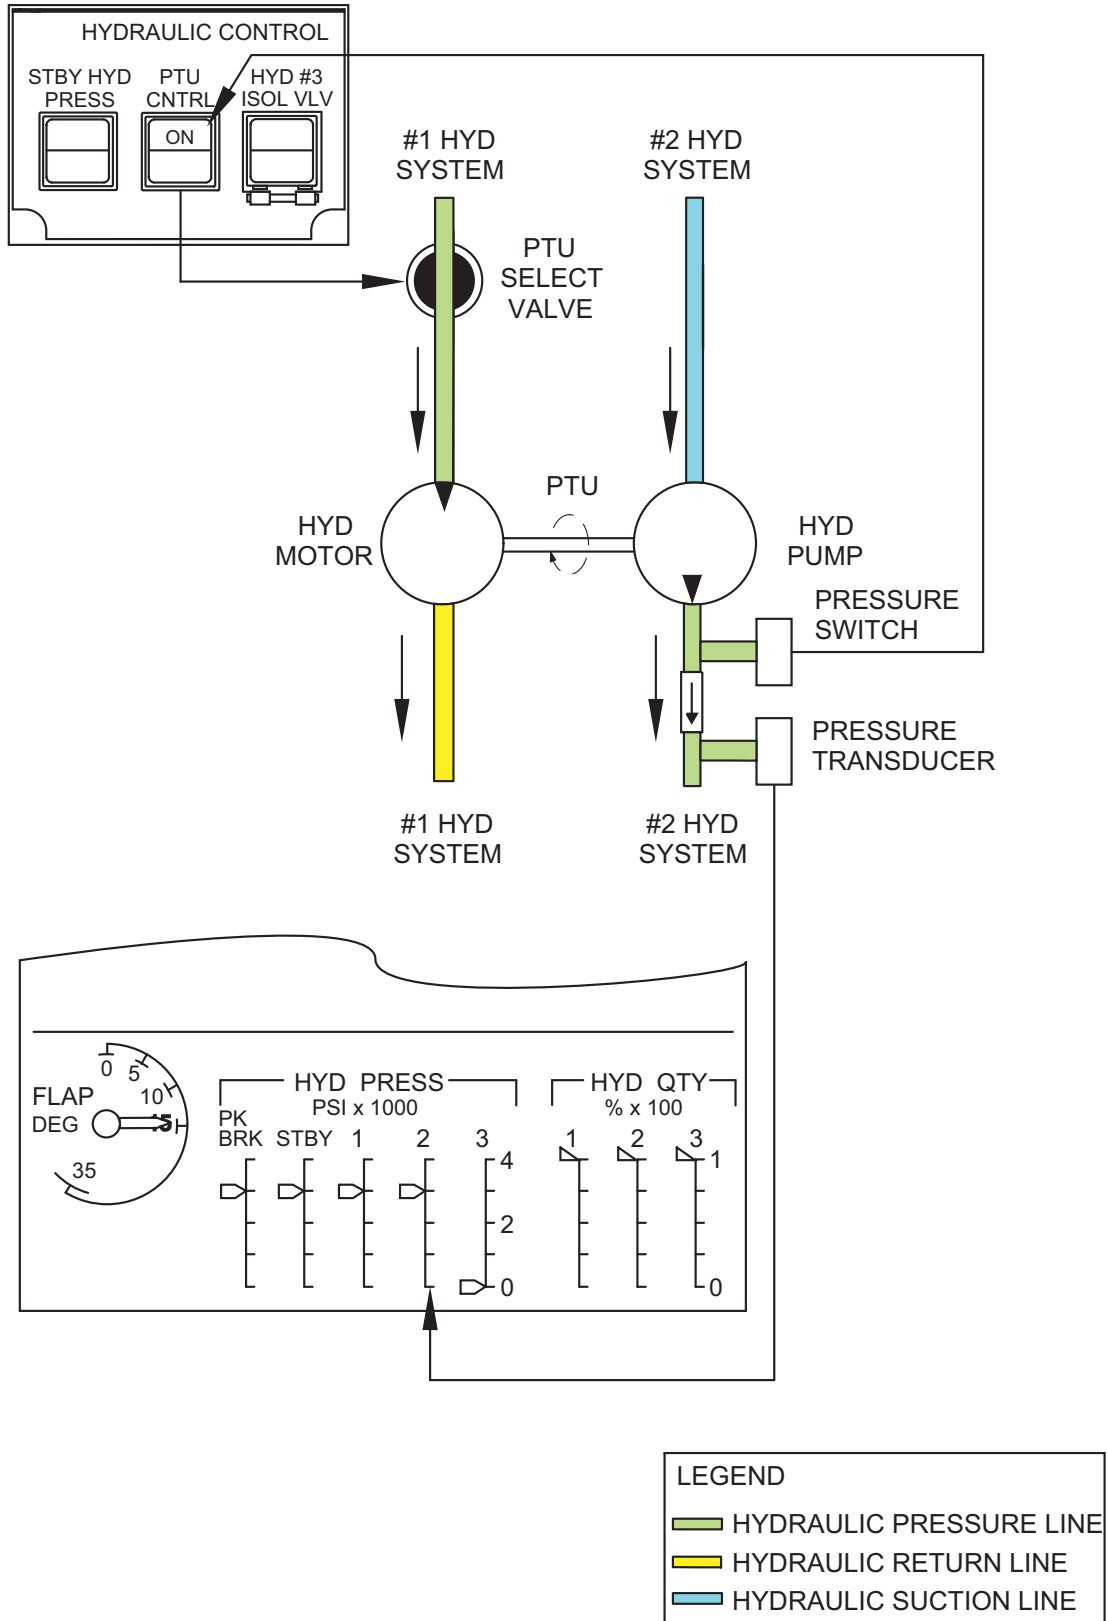 HYDRAULIC CONTROL
STBY HYD
PRESS
PTU
CNTRL
HYD #3
ISOL VLV
ON
#1 HYD
SYSTEM
#2 HYD
SYSTEM
PTU
SELECT
VALVE
PTU
HYD
MOTOR
HYD
PUMP
PRESSURE
SWITCH
PRESSURE
TRANSDUCER
#1 HYD
SYSTEM
#2 HYD
SYSTEM
FLAP
DEG
0
5
10
15
35
HYD PRESS
PSI x 1000
PK
BRK
STBY
1
2
3
4
2
0
HYD QTY
% x 100
1
2
3
1
0
LEGEND
HYDRAULIC PRESSURE LINE
HYDRAULIC RETURN LINE
HYDRAULIC SUCTION LINE